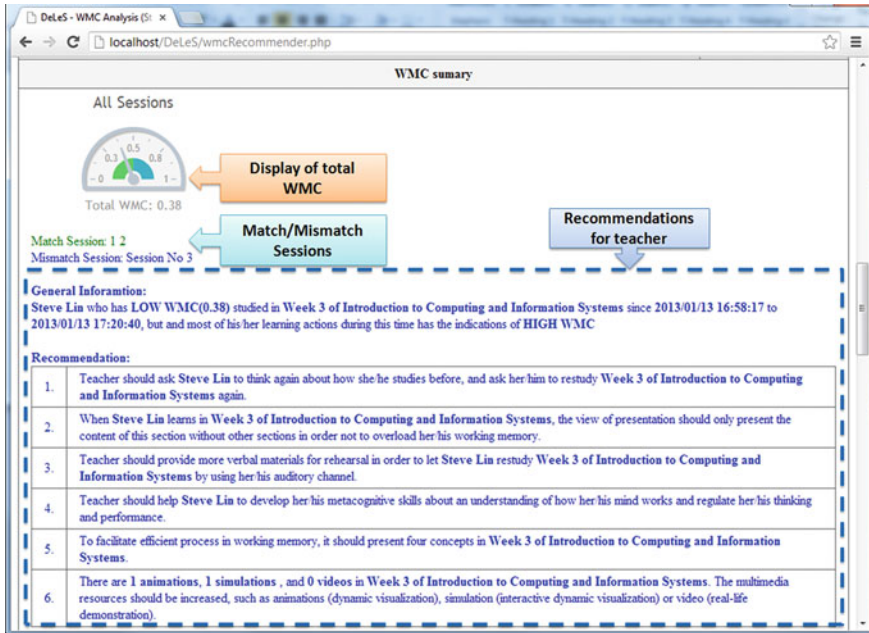 DeLeS - WMC Analysis (St
localhost/DeLeS/wmcRecommender.php
WMC sumary
All Sessions
0.5
0.3
0.8
0
1
Total WMC: 0.38
Display of total
WMC
Match/Mismatch
Sessions
Recommendations
for teacher
Match Session: 1 2
Mismatch Session: Session No 3
General Inforamtion:
Steve Lin who has LOW WMC(0.38) studied in Week 3 of Introduction to Computing and Information Systems since 2013/01/13 16:58:17 to
2013/01/13 17:20:40, but and most of his/her learning actions during this time has the indications of HIGH WMC
Recommendation:
1. Teacher should ask Steve Lin to think again about how she/he studies before, and ask her/him to restudy Week 3 of Introduction to Computing
and Information Systems again.
2. When Steve Lin learns in Week 3 of Introduction to Computing and Information Systems, the view of presentation should only present the
content of this section without other sections in order not to overload her/his working memory.
3. Teacher should provide more verbal materials for rehearsal in order to let Steve Lin restudy Week 3 of Introduction to Computing and
Information Systems by using her/his auditory channel.
4. Teacher should help Steve Lin to develop her/his metacognitive skills about an understanding of how her/his mind works and regulate her/his thinking
and performance.
5. To facilitate efficient process in working memory, it should present four concepts in Week 3 of Introduction to Computing and Information
Systems.
6. There are 1 animations, 1 simulations , and 0 videos in Week 3 of Introduction to Computing and Information Systems. The multimedia
resources should be increased, such as animations (dynamic visualization), simulation (interactive dynamic visualization) or video (real-life
demonstration).